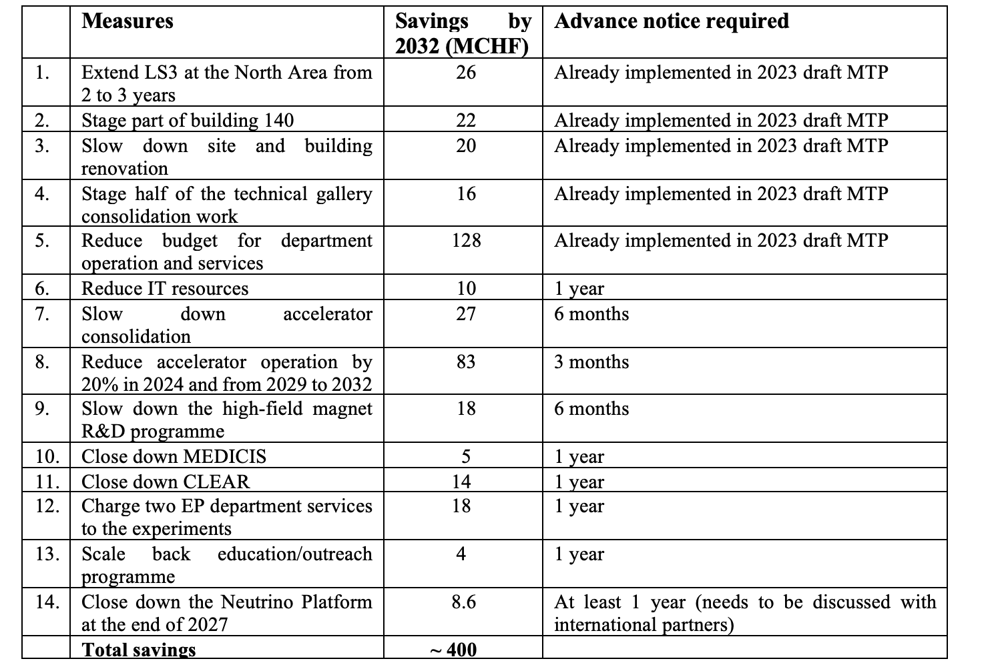 Measures Savings by Advance notice required
2032 (MCHF)
1. Extend LS3 at the North Area from 26 Already implemented in 2023 draft MTP
2 to 3 years
2. Stage part of building 140 22 Already implemented in 2023 draft MTP
3. Slow down site and building 20 Already implemented in 2023 draft MTP
renovation
4. Stage half of the technical gallery 16 Already implemented in 2023 draft MTP
consolidation work
5. Reduce budget for department 128 Already implemented in 2023 draft MTP
operation and services
6. Reduce IT resources 10 1 year
7. Slow down accelerator 27 6 months
consolidation
8. Reduce accelerator operation by 83 3 months
20% in 2024 and from 2029 to 2032
9. Slow down the high-field magnet 18 6 months
R&D programme
10. Close down MEDICIS 5 1 year
11. Close down CLEAR 14 1 year
12. Charge two EP department services 18 1 year
to the experiments
13. Scale back education/outreach 4 1 year
programme
14. Close down the Neutrino Platform 8.6 At least 1 year (needs to be discussed with
at the end of 2027 international partners)
Total savings ~ 400